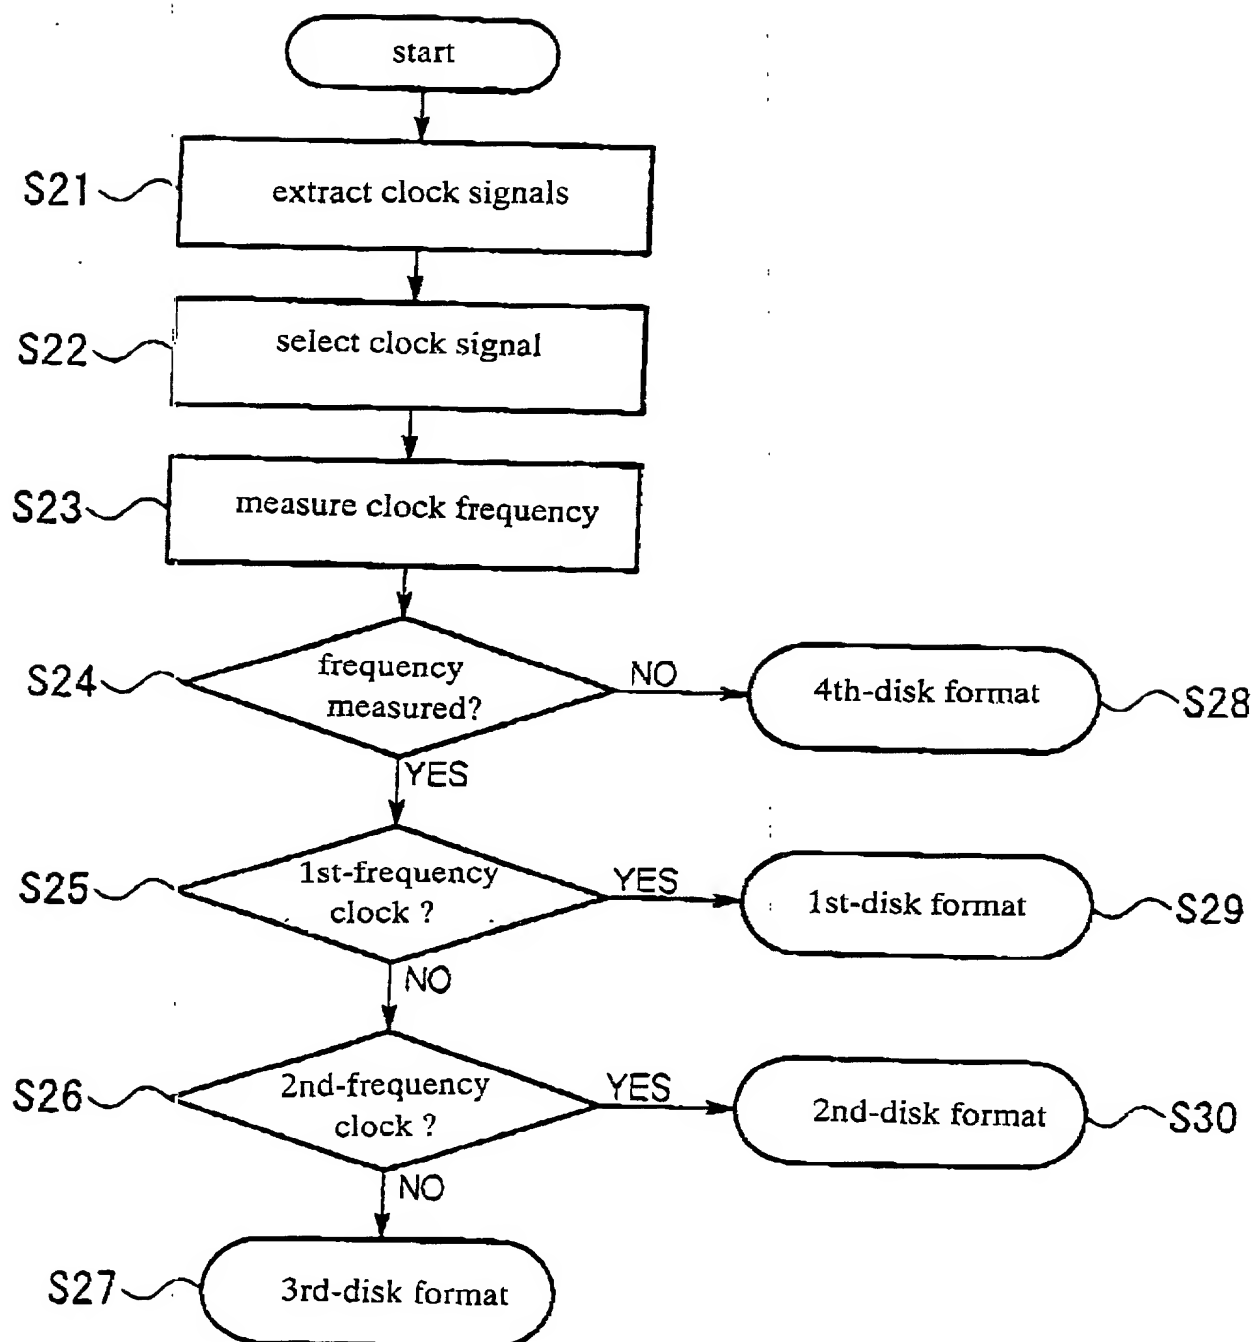 start
S21
extract clock signals
S22
select clock signal
S23
measure clock frequency
S24
frequency
measured?
NO
4th-disk format
S28
YES
S25
1st-frequency
clock ?
YES
1st-disk format
S29
NO
S26
2nd-frequency
clock ?
YES
2nd-disk format
S30
NO
S27
3rd-disk format